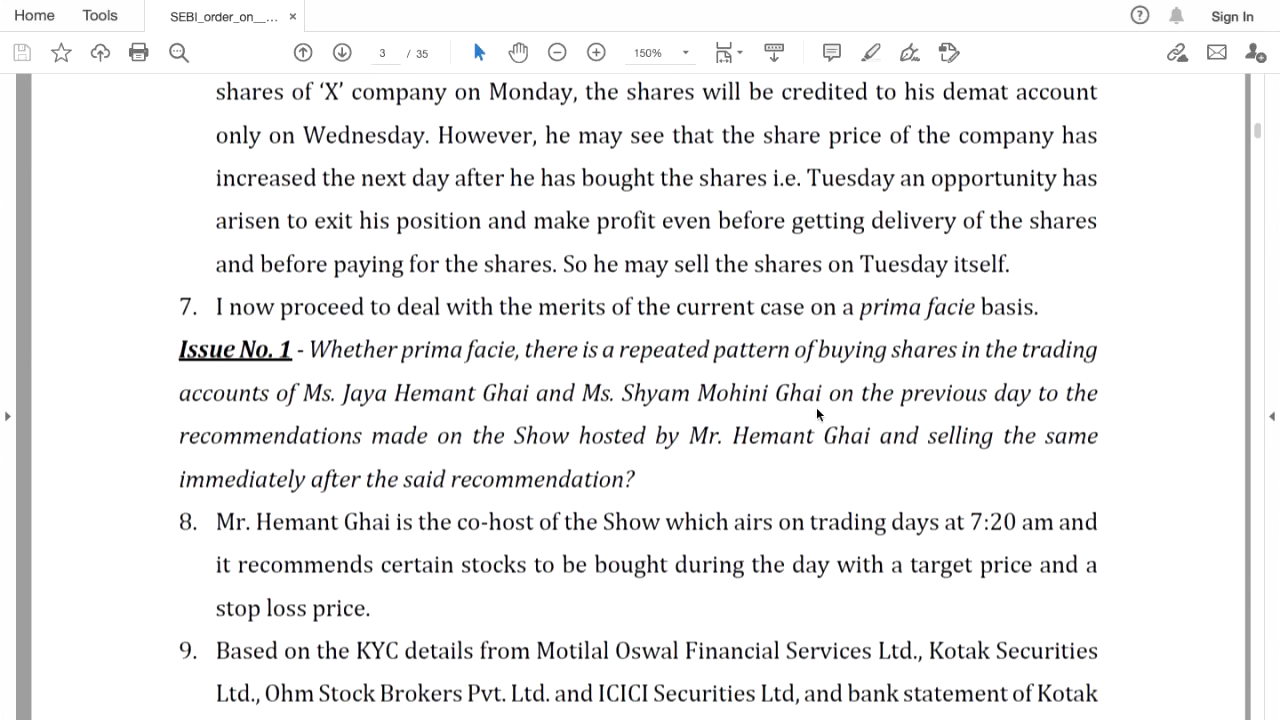 Home Tools SEBI_order_on__... × Sign In
3 / 35 150%
shares of ‘X’ company on Monday, the shares will be credited to his demat account
only on Wednesday. However, he may see that the share price of the company has
increased the next day after he has bought the shares i.e. Tuesday an opportunity has
arisen to exit his position and make profit even before getting delivery of the shares
and before paying for the shares. So he may sell the shares on Tuesday itself.
7. I now proceed to deal with the merits of the current case on a prima facie basis.
Issue No. 1 - Whether prima facie, there is a repeated pattern of buying shares in the trading
accounts of Ms. Jaya Hemant Ghai and Ms. Shyam Mohini Ghai on the previous day to the
recommendations made on the Show hosted by Mr. Hemant Ghai and selling the same
immediately after the said recommendation?
8. Mr. Hemant Ghai is the co-host of the Show which airs on trading days at 7:20 am and
it recommends certain stocks to be bought during the day with a target price and a
stop loss price.
9. Based on the KYC details from Motilal Oswal Financial Services Ltd., Kotak Securities
Ltd., Ohm Stock Brokers Pvt. Ltd. and ICICI Securities Ltd, and bank statement of Kotak